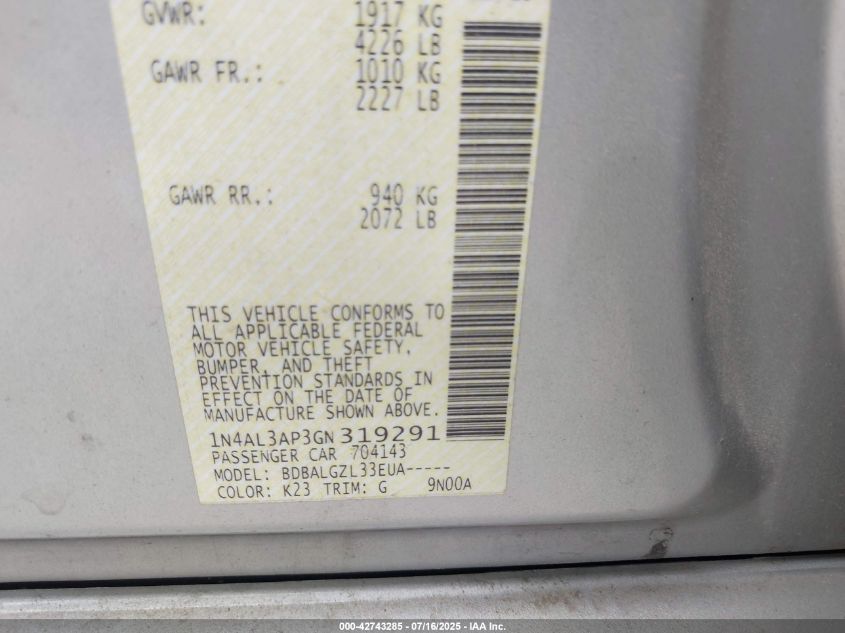 GVWR: 1917 KG
4226 LB
GAWR FR.: 1010 KG
2227 LB
GAWR RR.: 940 KG
2072 LB
THIS VEHICLE CONFORMS TO
ALL APPLICABLE FEDERAL
MOTOR VEHICLE SAFETY,
BUMPER, AND THEFT
PREVENTION STANDARDS IN
EFFECT ON THE DATE OF
MANUFACTURE SHOWN ABOVE.
1N4AL3AP3GN319291
PASSENGER CAR 704143
MODEL: BDBALGZL33EUA-----
COLOR: K23 TRIM: G 9N00A
000-42743285 - 07/16/2025 - IAA Inc.